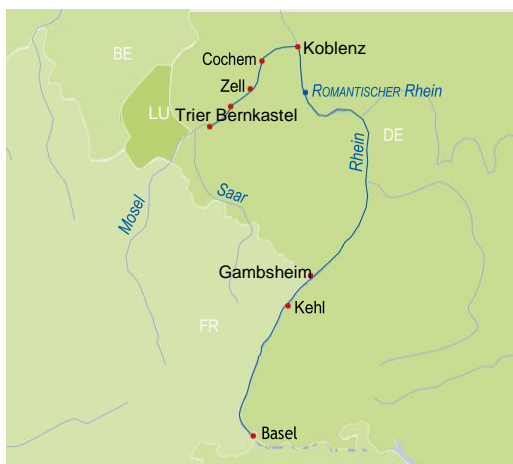 Koblenz
BE
Cochem
Zell
ROMANTISCHER Rhein
LU
Trier Bernkastel
DE
Rhein
Saar
Mosel
Gambsheim
Kehl
FR
Basel